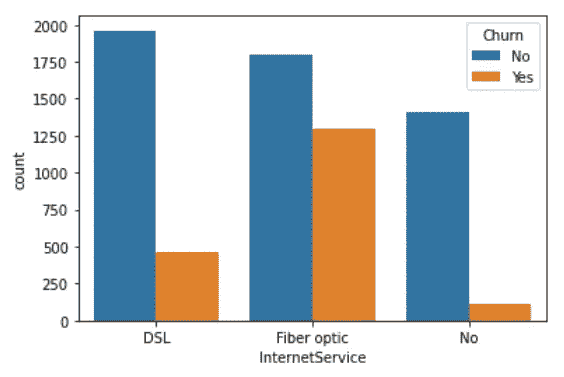 Churn
No
Yes
2000
1750
1500
1250
1000
750
500
250
0
count
DSL
Fiber optic
No
InternetService